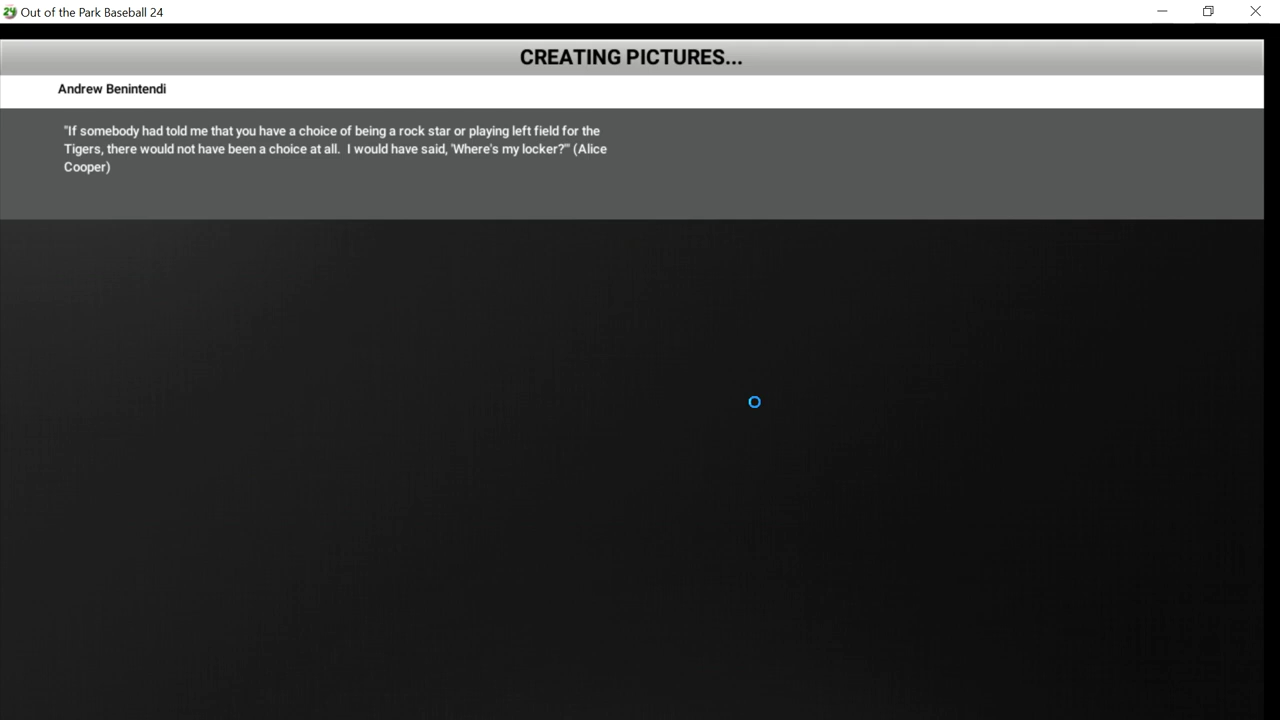 24 Out of the Park Baseball 24
CREATING PICTURES...
Andrew Benintendi
"If somebody had told me that you have a choice of being a rock star or playing left field for the
Tigers, there would not have been a choice at all.  I would have said, 'Where's my locker?'" (Alice
Cooper)